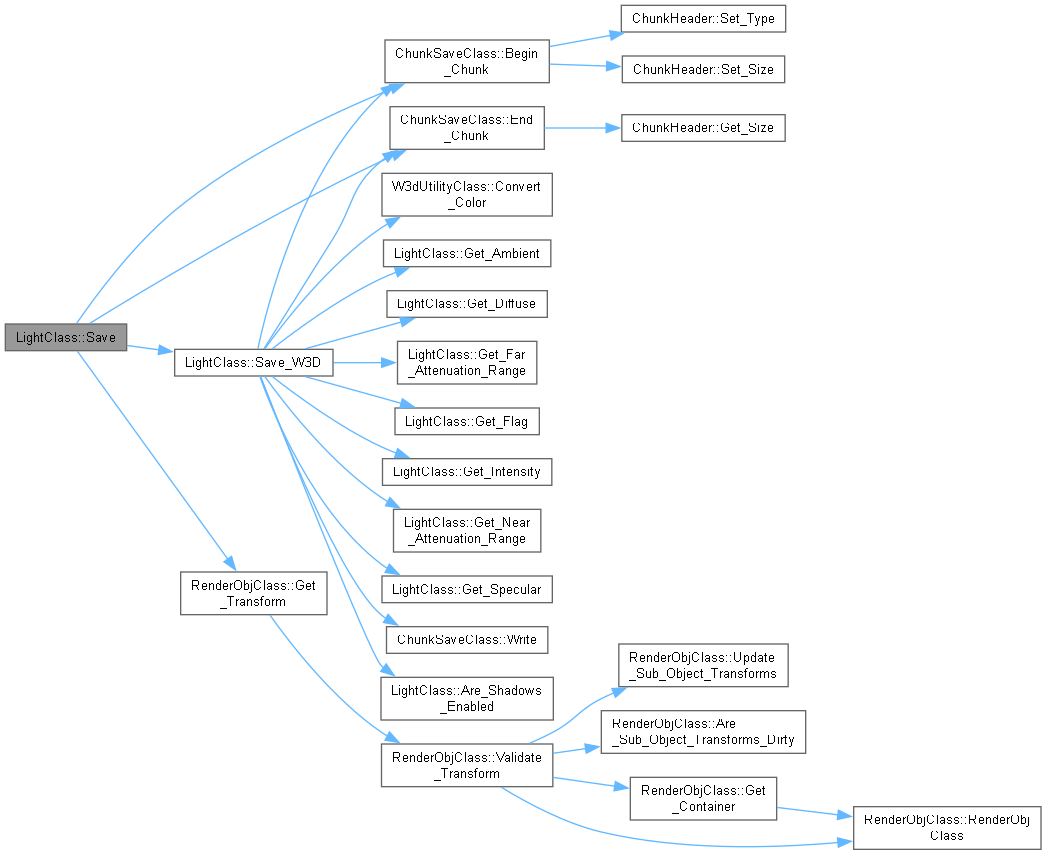 ChunkHeader::Set_Type
ChunkSaveClass::Begin
_Chunk
ChunkHeader::Set_Size
ChunkSaveClass::End
_Chunk
ChunkHeader::Get_Size
W3dUtilityClass::Convert
_Color
LightClass::Get_Ambient
LightClass::Get_Diffuse
LightClass::Save
LightClass::Save_W3D
LightClass::Get_Far
_Attenuation_Range
LightClass::Get_Flag
LightClass::Get_Intensity
LightClass::Get_Near
_Attenuation_Range
RenderObjClass::Get
_Transform
LightClass::Get_Specular
ChunkSaveClass::Write
LightClass::Are_Shadows
_Enabled
RenderObjClass::Update
_Sub_Object_Transforms
RenderObjClass::Are
_Sub_Object_Transforms_Dirty
RenderObjClass::Validate
_Transform
RenderObjClass::Get
_Container
RenderObjClass::RenderObj
Class